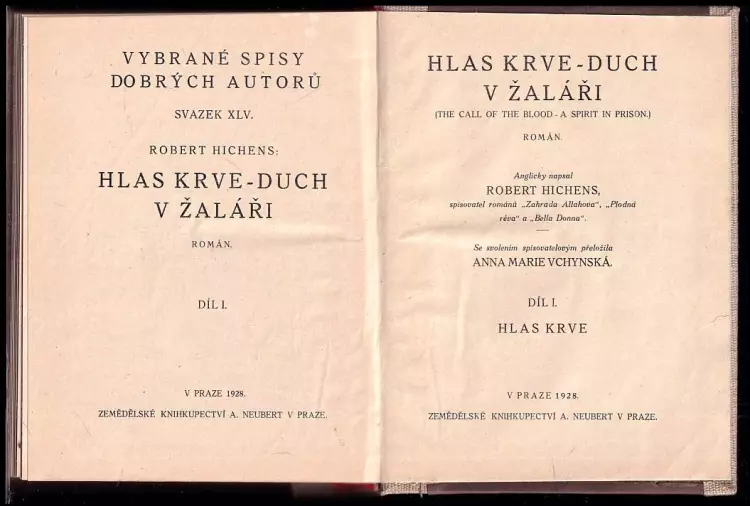 VYBRANÉ SPISY
DOBRÝCH AUTORŮ
SVAZEK XLV.
ROBERT HICHENS:
HLAS KRVE-DUCH
V ŽALÁŘI
ROMÁN.
DÍL I.
V PRAZE 1928.
ZEMĚDĚLSKÉ KNIHKUPECTVÍ A. NEUBERT V PRAZE.
HLAS KRVE-DUCH
V ŽALÁŘI
(THE CALL OF THE BLOOD - A SPIRIT IN PRISON.)
ROMÁN.
Anglicky napsal
ROBERT HICHENS,
spisovatel románů „Zahrada Allahova“, „Plodná
réva“ a „Bella Donna“.
Se svolením spisovatelovým přeložila
ANNA MARIE VCHYNSKÁ.
DÍL I.
HLAS KRVE
V PRAZE 1928.
ZEMĚDĚLSKÉ KNIHKUPECTVÍ A. NEUBERT V PRAZE.